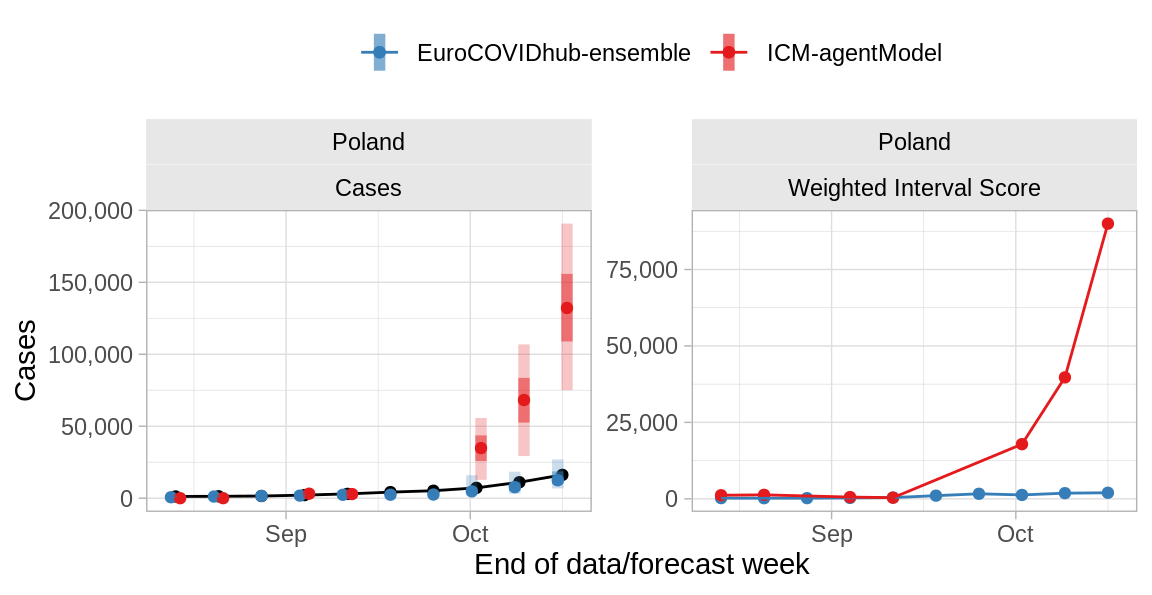 EuroCOVIDhub-ensemble ICM-agentModel
Poland
Cases
200,000
150,000
100,000
50,000
0
Cases
Sep Oct
Poland
Weighted Interval Score
75,000
50,000
25,000
0
Sep Oct
End of data/forecast week